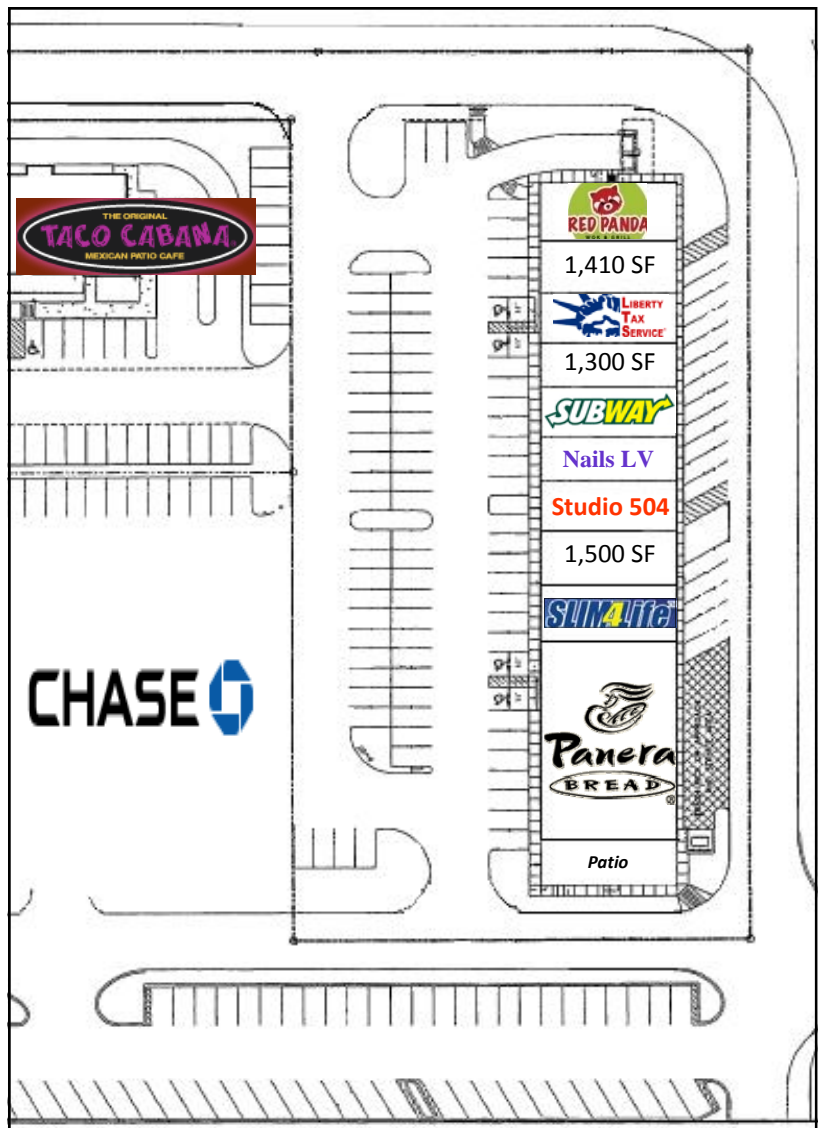 THE ORIGINAL
TACO CABANA
MEXICAN PATIO CAFE
RED PANDA
WOK & GRILL
1,410 SF
LIBERTY
TAX
SERVICE
1,300 SF
SUBWAY
Nails LV
Studio 504
1,500 SF
SLIM4Life
CHASE
Panera
BREAD
Patio